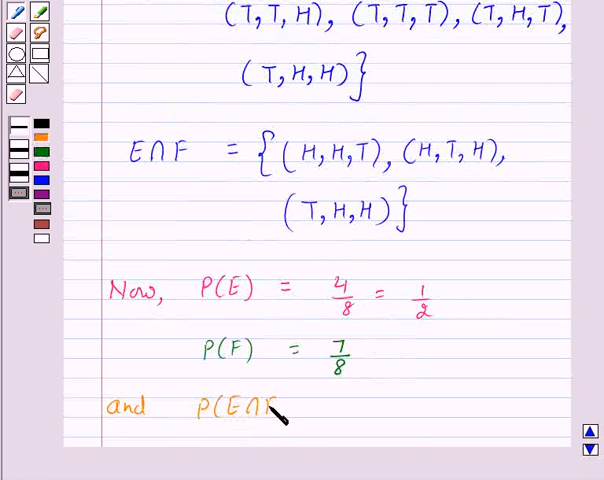 (T, T, H), (T, T, T), (T, H, T),
(T, H, H)}
E∩F = {(H, H, T), (H, T, H),
(T, H, H)}
Now, P(E) = 4/8 = 1/2
P(F) = 7/8
and P(E∩F